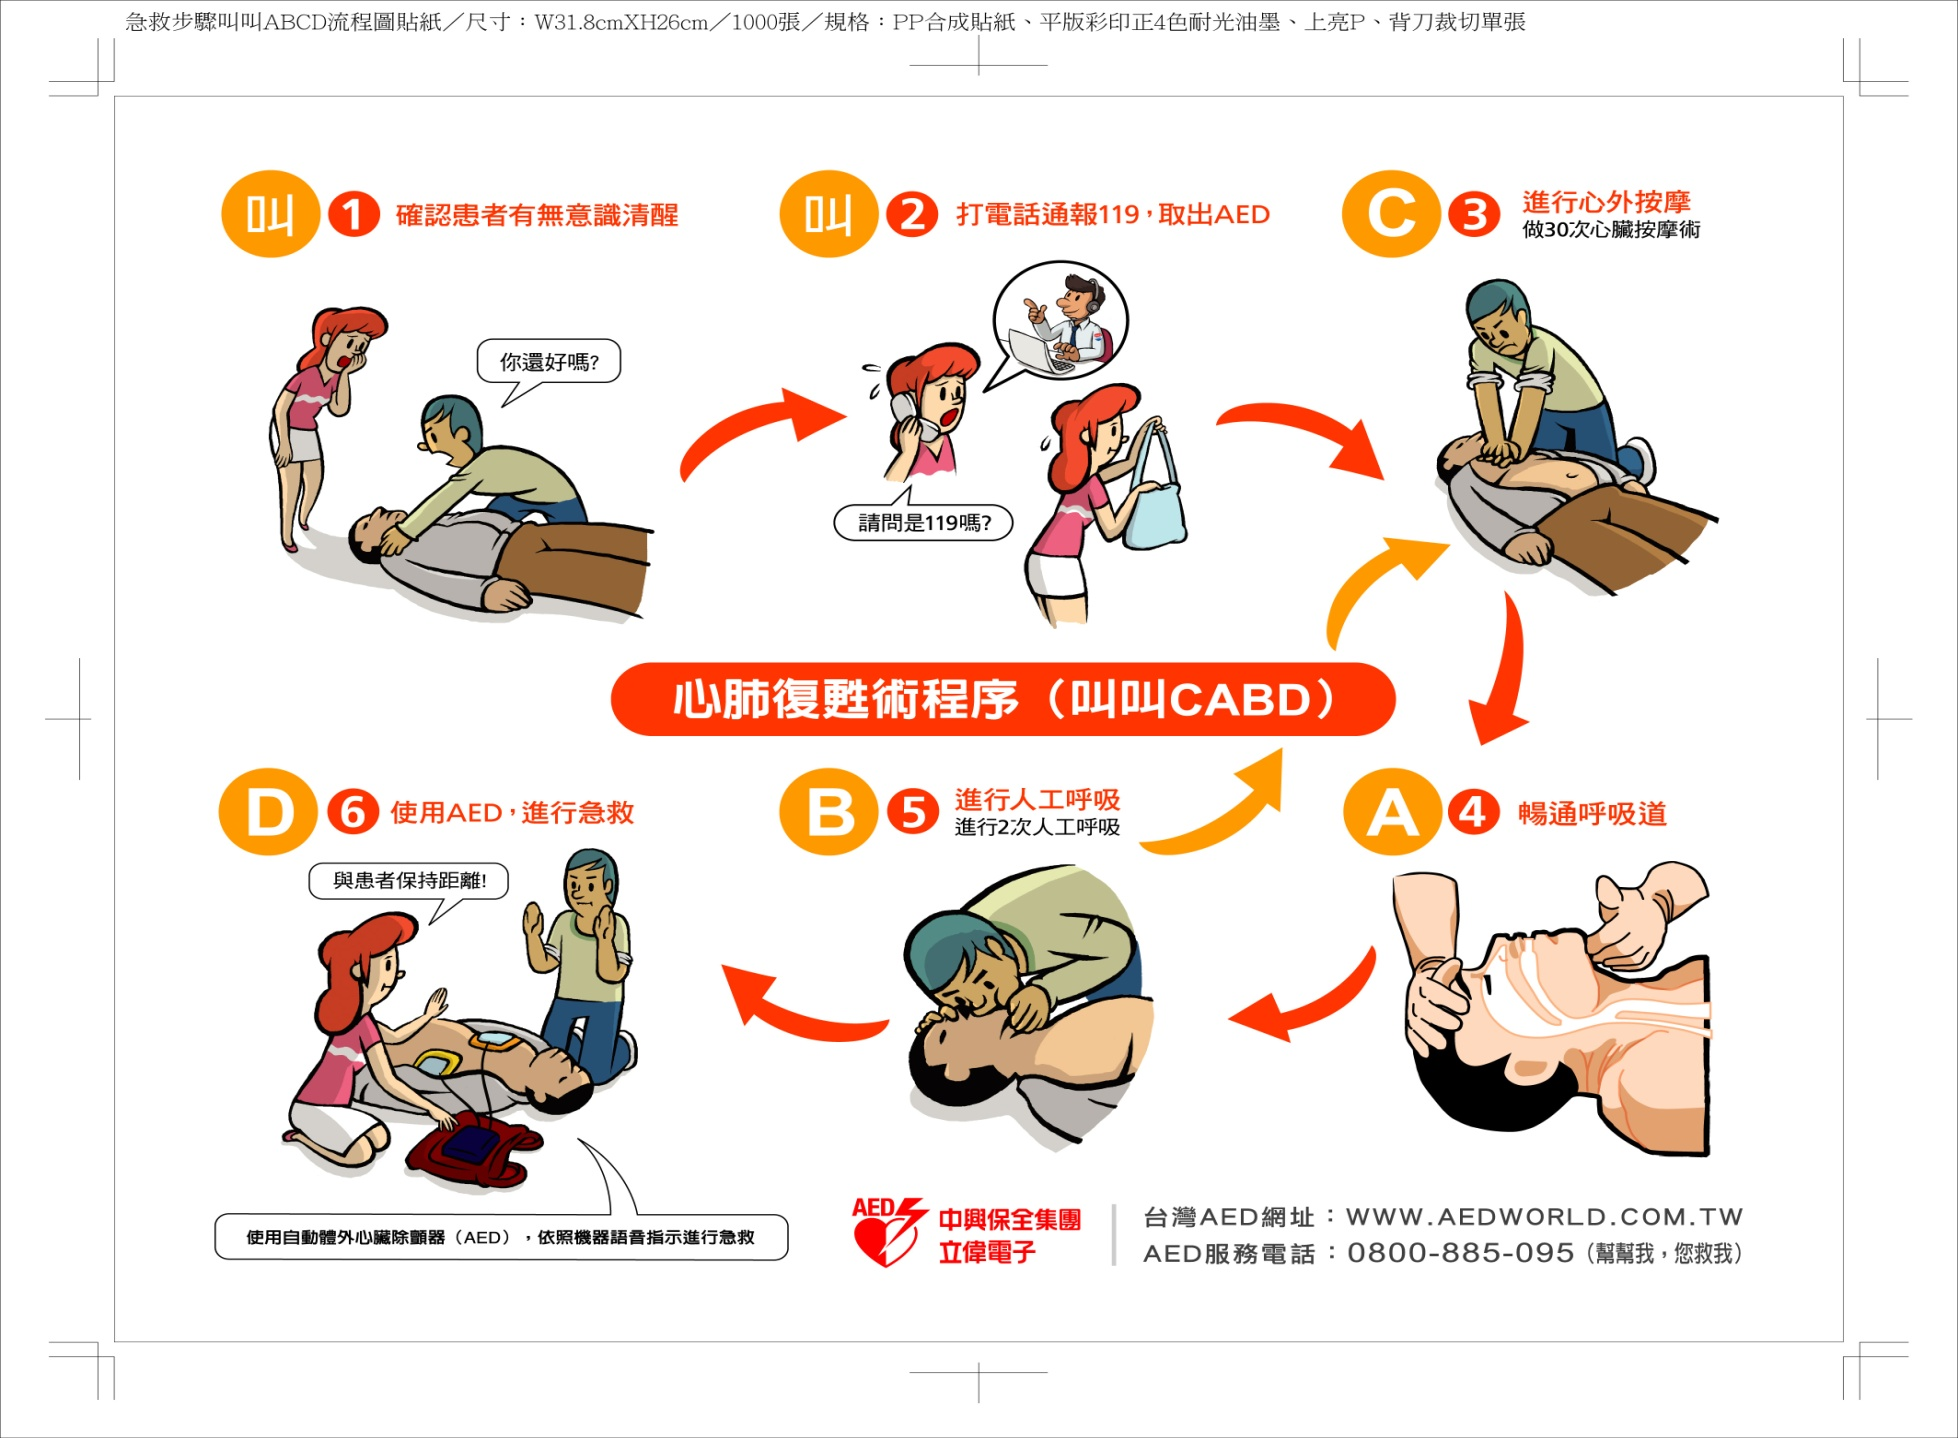 急救步驟叫叫ABCD流程圖貼紙／尺寸：W31.8cmXH26cm／1000張／規格：PP合成貼紙、平版彩印正4色耐光油墨、上亮P、背刀裁切單張
叫 1 確認患者有無意識清醒
你還好嗎?
叫 2 打電話通報119，取出AED
請問是119嗎?
C 3 進行心外按摩
做30次心臟按摩術
心肺復甦術程序（叫叫CABD）
A 4 暢通呼吸道
B 5 進行人工呼吸
進行2次人工呼吸
D 6 使用AED，進行急救
與患者保持距離!
使用自動體外心臟除顫器（AED），依照機器語音指示進行急救
AED
中興保全集團
立偉電子
台灣AED網址：WWW.AEDWORLD.COM.TW
AED服務電話：0800-885-095（幫幫我，您救我）